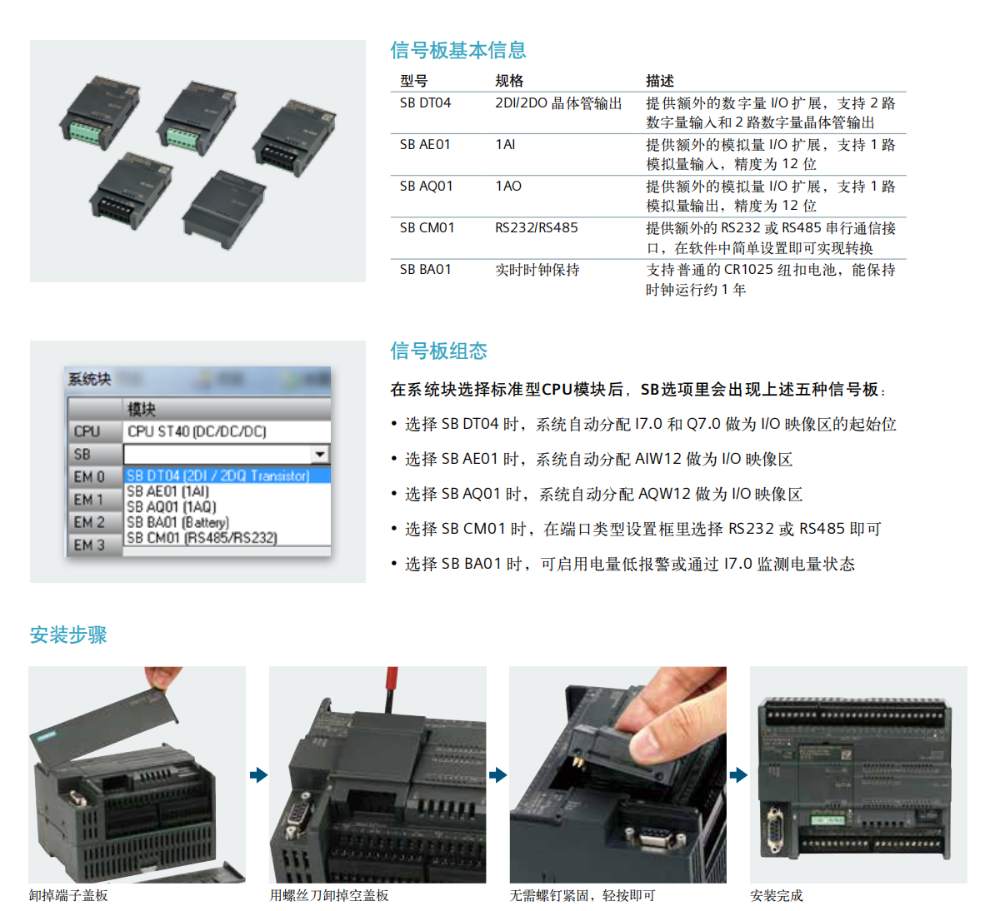 信号板基本信息
型号 规格 描述
SB DT04 2DI/2DO 晶体管输出 提供额外的数字量 I/O 扩展，支持 2 路
数字量输入和 2 路数字量晶体管输出
SB AE01 1AI 提供额外的模拟量 I/O 扩展，支持 1 路
模拟量输入，精度为 12 位
SB AQ01 1AO 提供额外的模拟量 I/O 扩展，支持 1 路
模拟量输出，精度为 12 位
SB CM01 RS232/RS485 提供额外的 RS232 或 RS485 串行通信接
口，在软件中简单设置即可实现转换
SB BA01 实时时钟保持 支持普通的 CR1025 纽扣电池，能保持
时钟运行约 1 年
系统块
模块
CPU CPU ST40 (DC/DC/DC)
SB
EM 0 SB DT04 (2DI / 2DQ Transistor)
SB AE01 (1AI)
EM 1 SB AQ01 (1AQ)
EM 2 SB BA01 (Battery)
EM 3 SB CM01 (RS485/RS232)
信号板组态
在系统块选择标准型CPU模块后，SB选项里会出现上述五种信号板：
• 选择 SB DT04 时，系统自动分配 I7.0 和 Q7.0 做为 I/O 映像区的起始位
• 选择 SB AE01 时，系统自动分配 AIW12 做为 I/O 映像区
• 选择 SB AQ01 时，系统自动分配 AQW12 做为 I/O 映像区
• 选择 SB CM01 时，在端口类型设置框里选择 RS232 或 RS485 即可
• 选择 SB BA01 时，可启用电量低报警或通过 I7.0 监测电量状态
安装步骤
卸掉端子盖板
用螺丝刀卸掉空盖板
无需螺钉紧固，轻按即可
安装完成